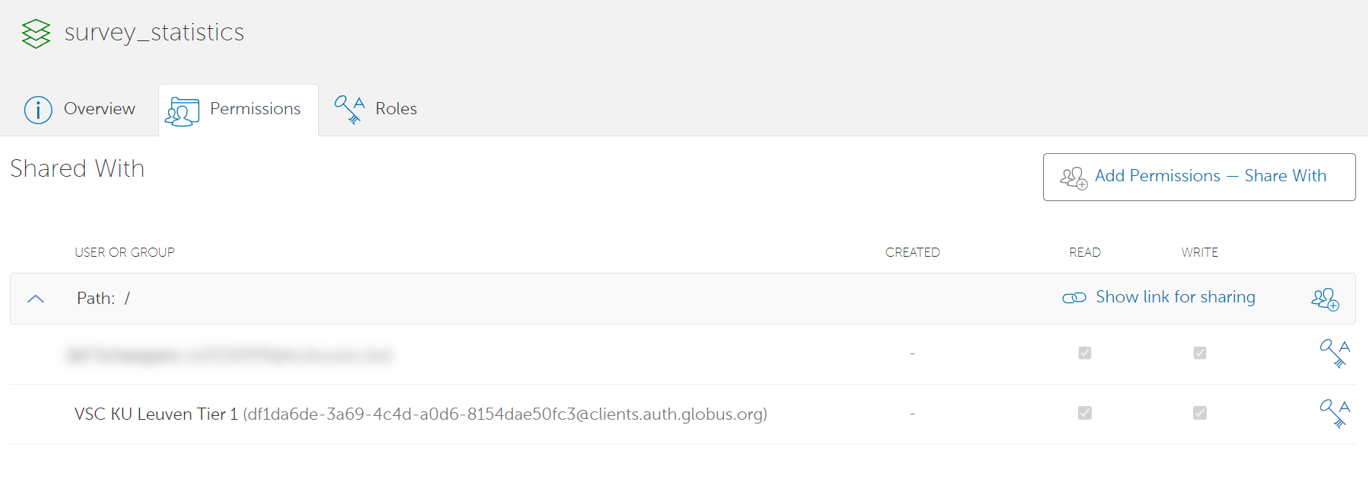 survey_statistics
Overview
Permissions
Roles
Shared With
Add Permissions — Share With
USER OR GROUP CREATED READ WRITE
Path: / Show link for sharing
-
VSC KU Leuven Tier 1 (df1da6de-3a69-4c4d-a0d6-8154dae50fc3@clients.auth.globus.org) -